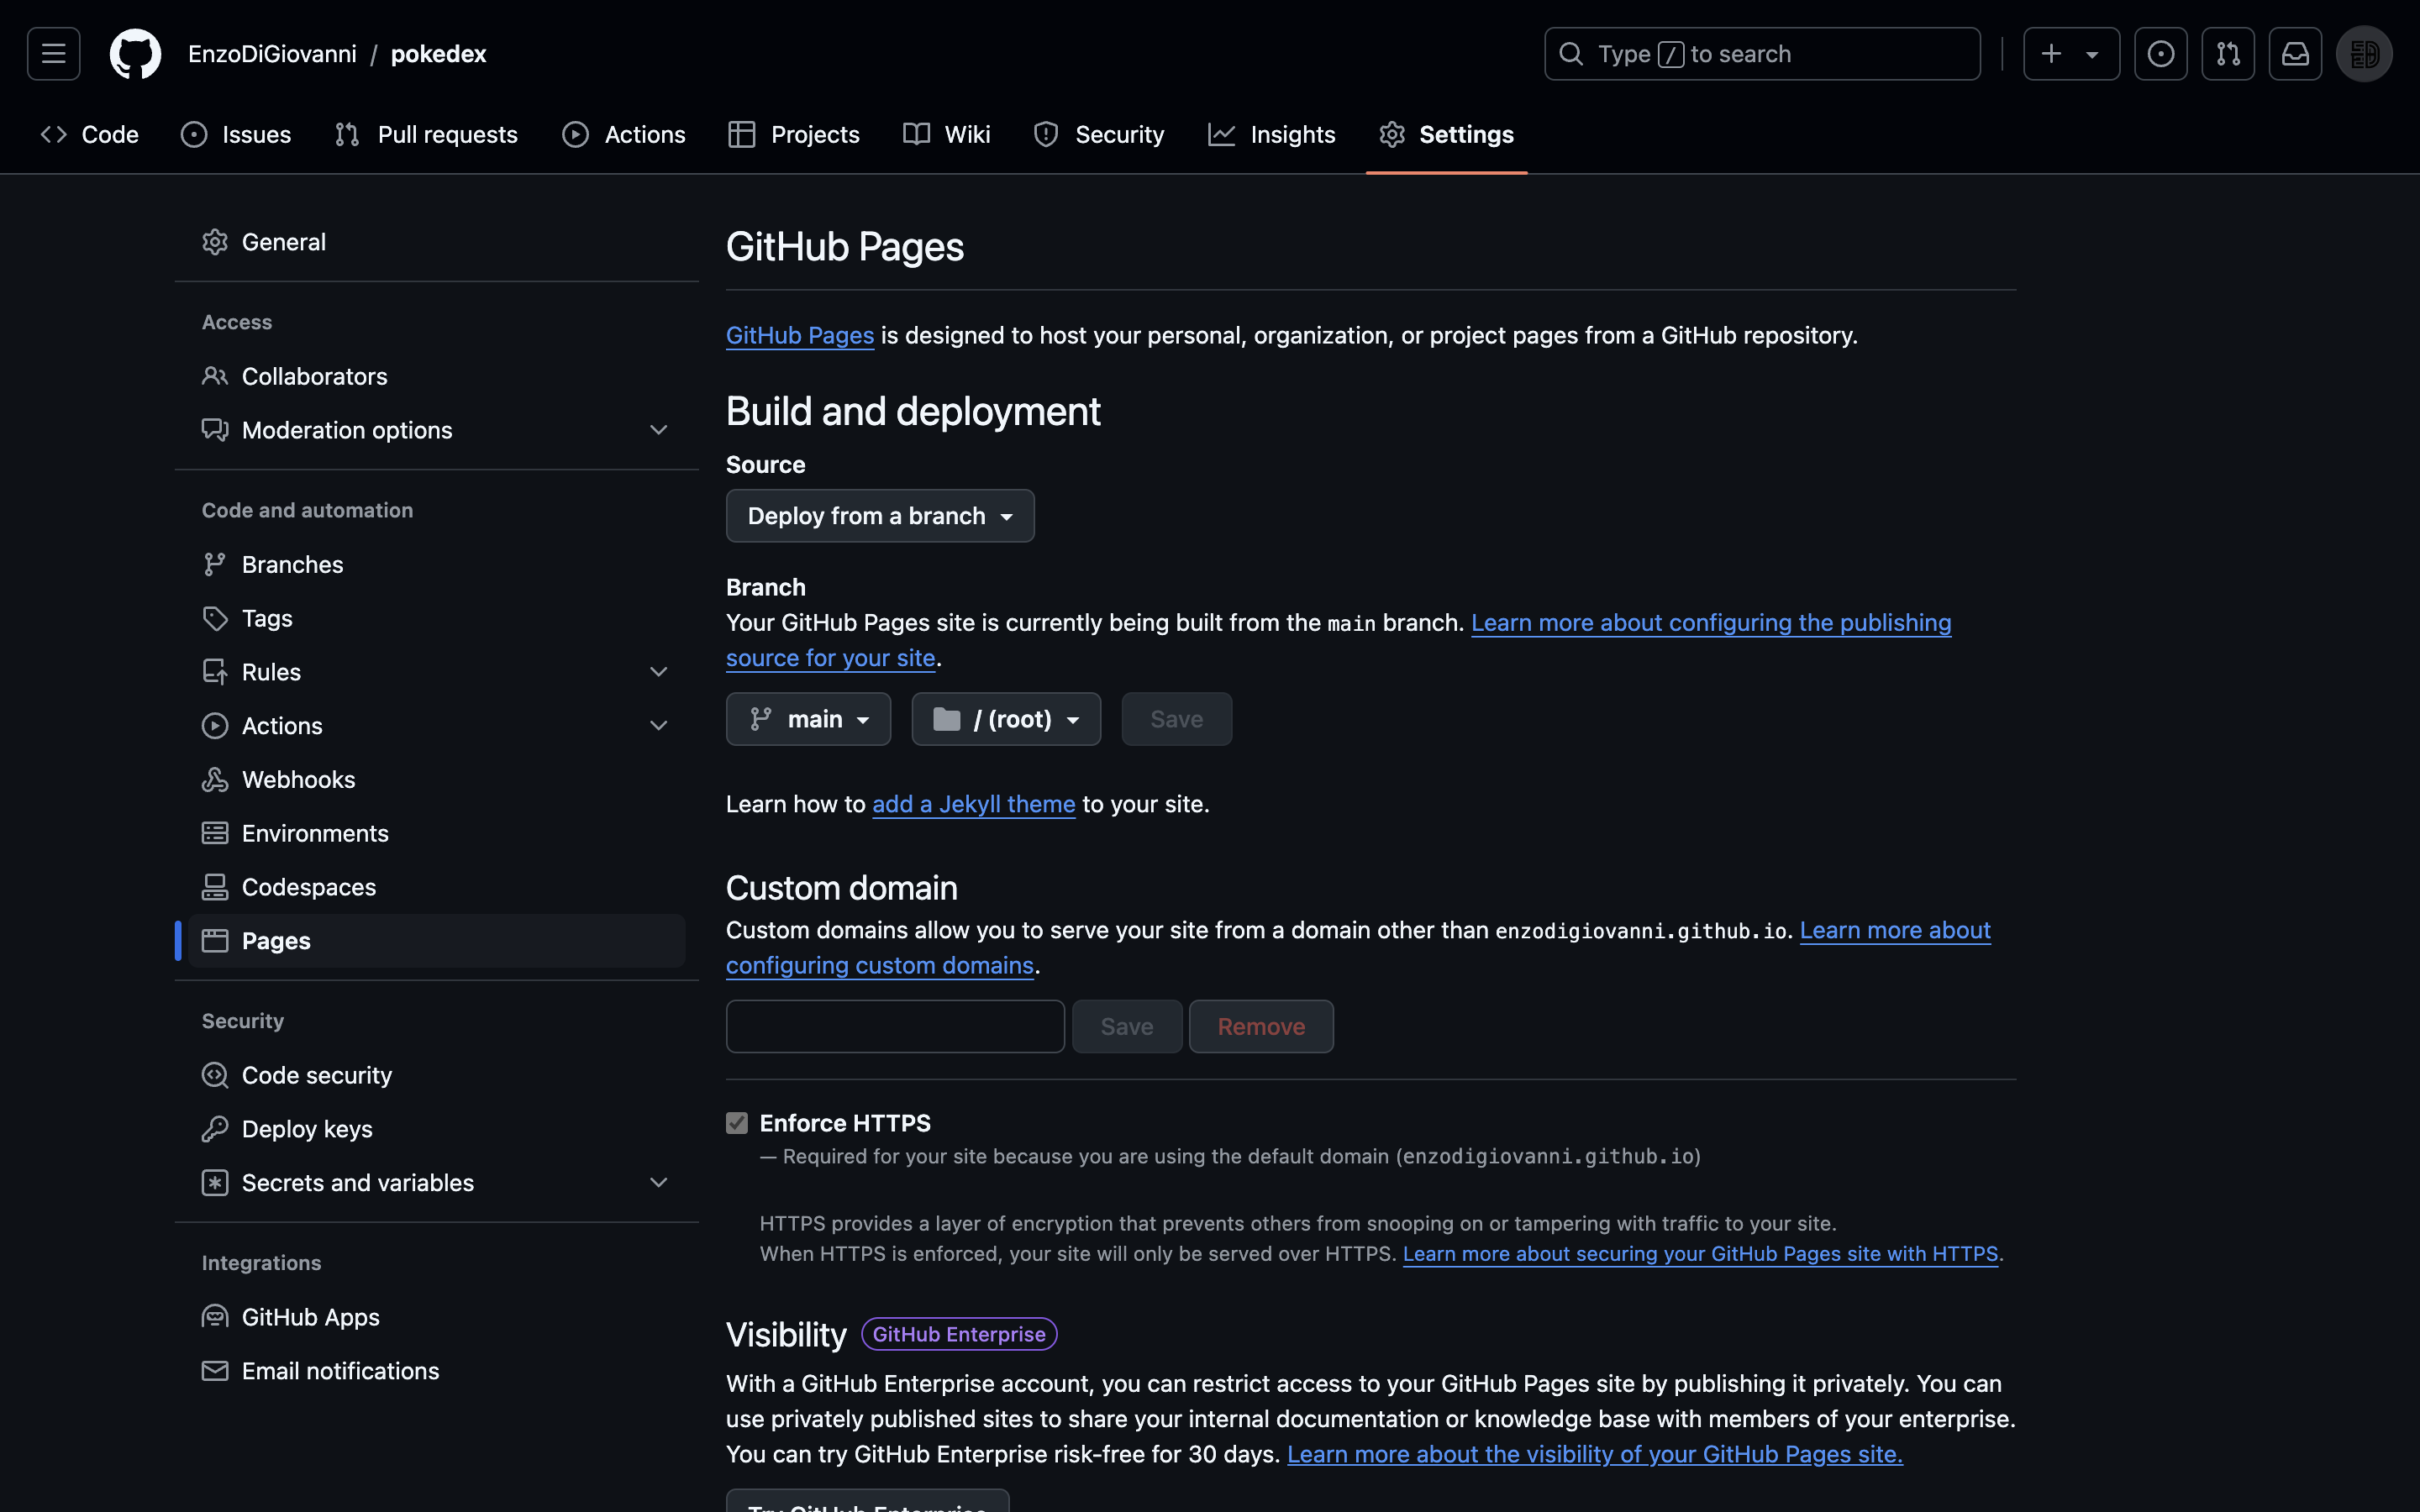 EnzoDiGiovanni / pokedex
Type / to search
Code
Issues
Pull requests
Actions
Projects
Wiki
Security
Insights
Settings
General
Access
Collaborators
Moderation options
Code and automation
Branches
Tags
Rules
Actions
Webhooks
Environments
Codespaces
Pages
Security
Code security
Deploy keys
Secrets and variables
Integrations
GitHub Apps
Email notifications
GitHub Pages
GitHub Pages is designed to host your personal, organization, or project pages from a GitHub repository.
Build and deployment
Source
Deploy from a branch
Branch
Your GitHub Pages site is currently being built from the main branch. Learn more about configuring the publishing
source for your site.
main
/ (root)
Save
Learn how to add a Jekyll theme to your site.
Custom domain
Custom domains allow you to serve your site from a domain other than enzodigiovanni.github.io. Learn more about
configuring custom domains.
Save
Remove
Enforce HTTPS
— Required for your site because you are using the default domain (enzodigiovanni.github.io)
HTTPS provides a layer of encryption that prevents others from snooping on or tampering with traffic to your site.
When HTTPS is enforced, your site will only be served over HTTPS. Learn more about securing your GitHub Pages site with HTTPS.
Visibility GitHub Enterprise
With a GitHub Enterprise account, you can restrict access to your GitHub Pages site by publishing it privately. You can
use privately published sites to share your internal documentation or knowledge base with members of your enterprise.
You can try GitHub Enterprise risk-free for 30 days. Learn more about the visibility of your GitHub Pages site.
Try GitHub Enterprise